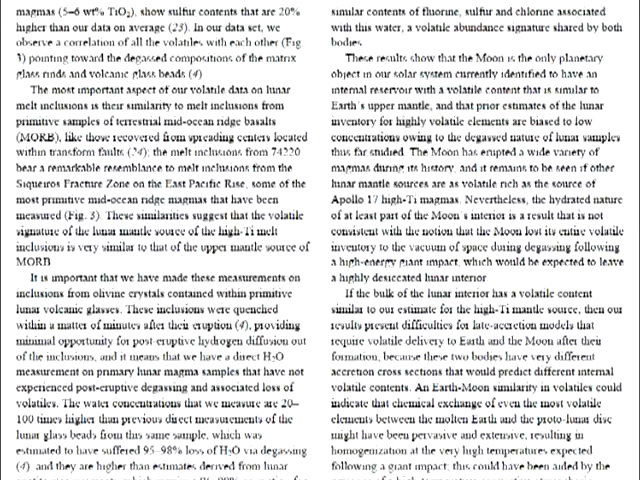 magmas (5–6 wt% TiO2), show sulfur contents that are 20%
higher than our data on average (23). In our data set, we
observe a correlation of all the volatiles with each other (Fig
3) pointing toward the degassed compositions of the matrix
glass rinds and volcanic glass beads (4)
The most important aspect of our volatile data on lunar
melt inclusions is their similarity to melt inclusions from
primitive samples of terrestrial mid-ocean ridge basalts
(MORB), like those recovered from spreading centers located
within transform faults (24); the melt inclusions from 74220
bear a remarkable resemblance to melt inclusions from the
Siqueiros Fracture Zone on the East Pacific Rise, some of the
most primitive mid-ocean ridge magmas that have been
measured (Fig. 3). These similarities suggest that the volatile
signature of the lunar mantle source of the high-Ti melt
inclusions is very similar to that of the upper mantle source of
MORB
It is important that we have made these measurements on
inclusions from olivine crystals contained within primitive
lunar volcanic glasses. These inclusions were quenched
within a matter of minutes after their eruption (4), providing
minimal opportunity for post-eruptive hydrogen diffusion out
of the inclusions, and it means that we have a direct H2O
measurement on primary lunar magma samples that have not
experienced post-eruptive degassing and associated loss of
volatiles. The water concentrations that we measure are 20–
100 times higher than previous direct measurements of the
lunar glass beads from this same sample, which was
estimated to have suffered 95–98% loss of H2O via degassing
(4) and they are higher than estimates derived from lunar
similar contents of fluorine, sulfur and chlorine associated
with this water, a volatile abundance signature shared by both
bodies
These results show that the Moon is the only planetary
object in our solar system currently identified to have an
internal reservoir with a volatile content that is similar to
Earth's upper mantle, and that prior estimates of the lunar
inventory for highly volatile elements are biased to low
concentrations owing to the degassed nature of lunar samples
thus far studied. The Moon has erupted a wide variety of
magmas during its history, and it remains to be seen if other
lunar mantle sources are as volatile rich as the source of
Apollo 17 high-Ti magmas. Nevertheless, the hydrated nature
of at least part of the Moon's interior is a result that is not
consistent with the notion that the Moon lost its entire volatile
inventory to the vacuum of space during degassing following
a high-energy giant impact, which would be expected to leave
a highly desiccated lunar interior
If the bulk of the lunar interior has a volatile content
similar to our estimate for the high-Ti mantle source, then our
results present difficulties for late-accretion models that
require volatile delivery to Earth and the Moon after their
formation, because these two bodies have very different
accretion cross sections that would predict different internal
volatile contents. An Earth-Moon similarity in volatiles could
indicate that chemical exchange of even the most volatile
elements between the molten Earth and the proto-lunar disc
might have been pervasive and extensive, resulting in
homogenization at the very high temperatures expected
following a giant impact; this could have been aided by the